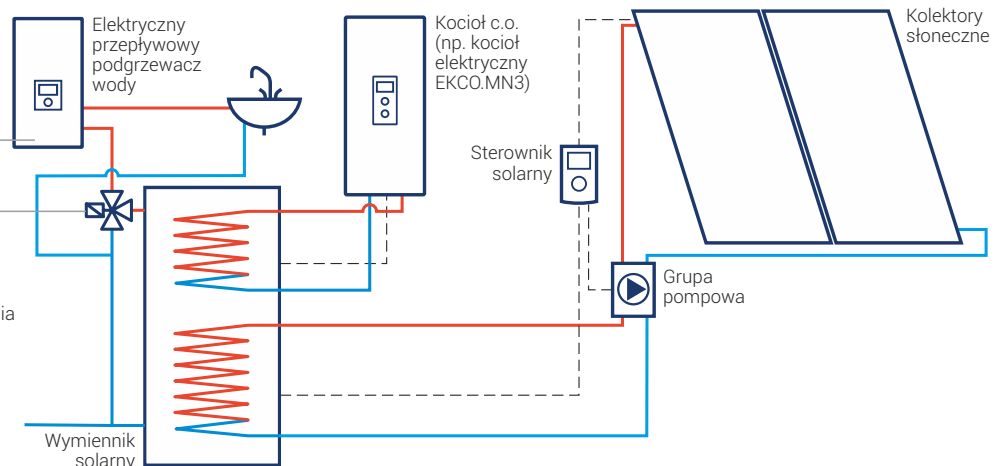 Elektryczny
przepływowy
podgrzewacz
wody
Kocioł c.o.
(np. kocioł
elektryczny
EKCO.MN3)
Kolektory
słoneczne
Sterownik
solarny
Grupa
pompowa
ia
Wymiennik
solarny